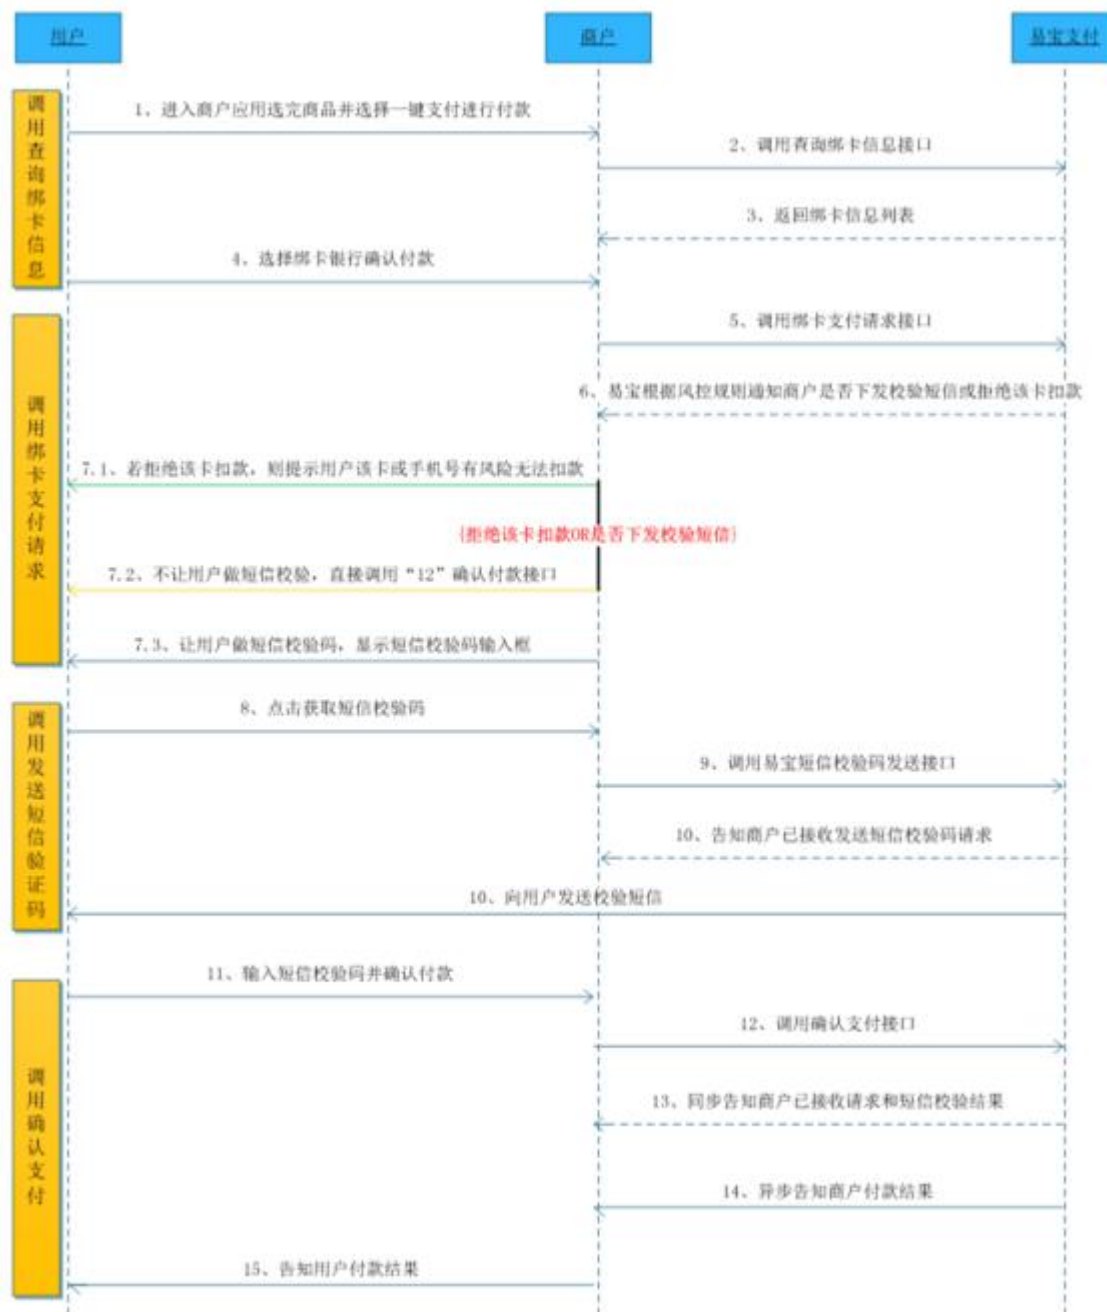 用户
商户
易宝支付
调用查询绑卡信息
1、进入商户应用选完商品并选择一键支付进行付款
2、调用查询绑卡信息接口
3、返回绑卡信息列表
4、选择绑卡银行确认付款
调用绑卡支付请求
5、调用绑卡支付请求接口
6、易宝根据风控规则通知商户是否下发校验短信或拒绝该卡扣款
7.1、若拒绝该卡扣款，则提示用户该卡或手机号有风险无法扣款
{拒绝该卡扣款OR是否下发校验短信}
7.2、不让用户做短信校验，直接调用“12”确认付款接口
7.3、让用户做短信校验码，显示短信校验码输入框
调用发送短信验证码
8、点击获取短信校验码
9、调用易宝短信校验码发送接口
10、告知商户已接收发送短信校验码请求
10、向用户发送校验短信
调用确认支付
11、输入短信校验码并确认付款
12、调用确认支付接口
13、同步告知商户已接收请求和短信校验结果
14、异步告知商户付款结果
15、告知用户付款结果